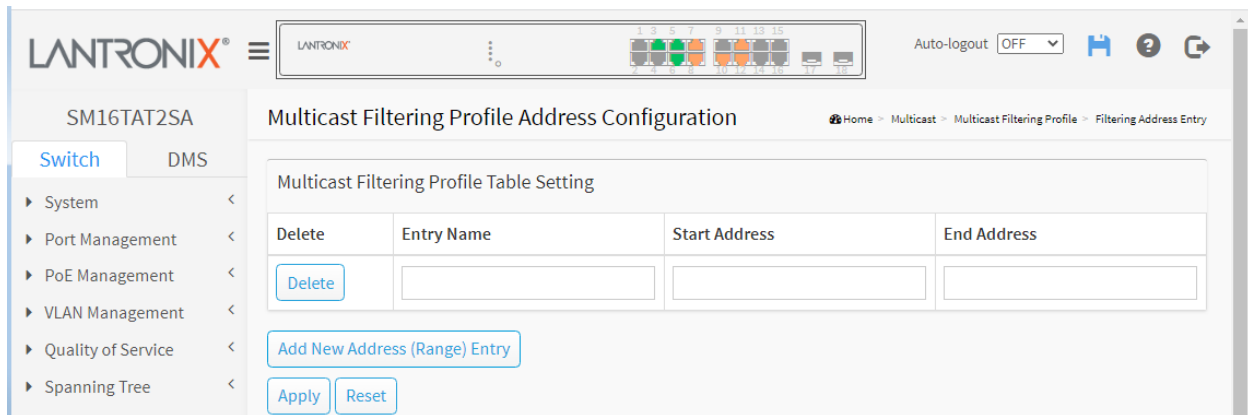 LANTRONIX®
LANTRONIX
1 3 5 7 9 11 13 15
2 4 6 8 10 12 14 16 17 18
Auto-logout OFF
SM16TAT2SA
Multicast Filtering Profile Address Configuration
Home > Multicast > Multicast Filtering Profile > Filtering Address Entry
Switch DMS
System
Port Management
PoE Management
VLAN Management
Quality of Service
Spanning Tree
Multicast Filtering Profile Table Setting
Delete Entry Name Start Address End Address
Delete
Add New Address (Range) Entry
Apply Reset